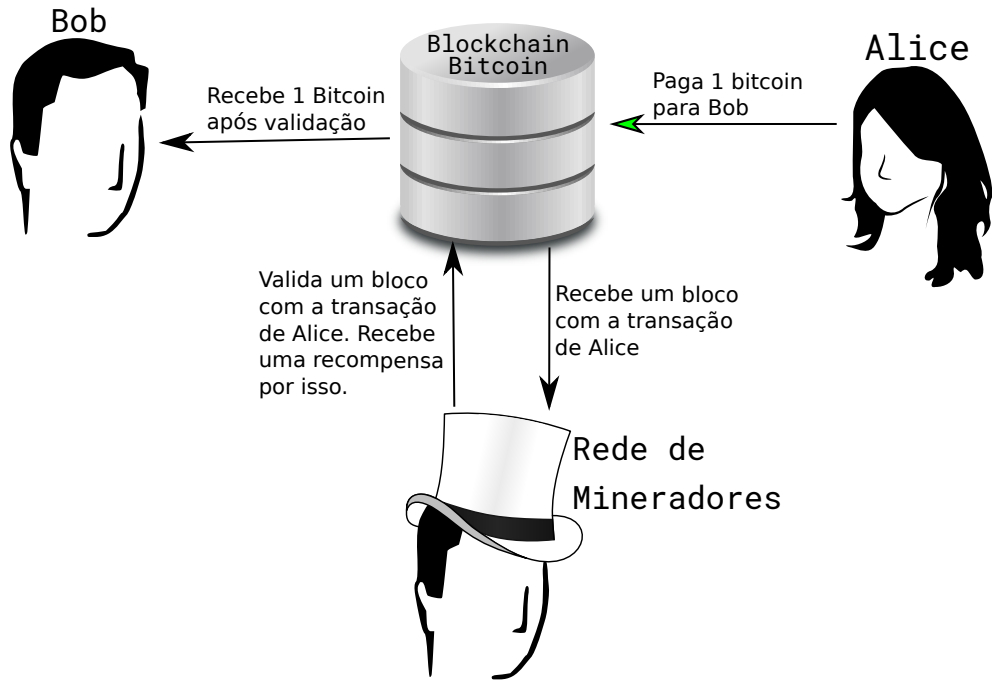 Bob
Blockchain
Bitcoin
Alice
Recebe 1 Bitcoin
após validação
Paga 1 bitcoin
para Bob
Valida um bloco
com a transação
de Alice. Recebe
uma recompensa
por isso.
Recebe um bloco
com a transação
de Alice
Rede de
Mineradores